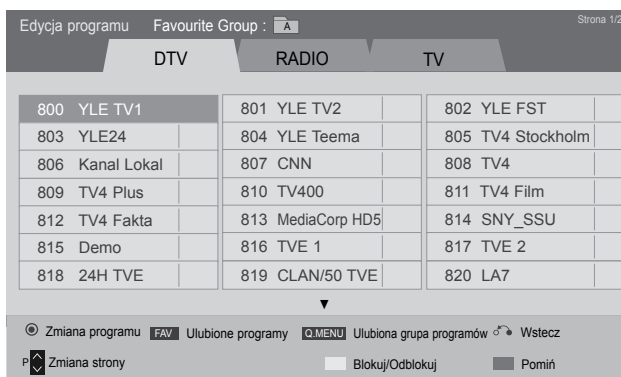 Edycja programu Favourite Group : A Strona 1/2
DTV RADIO TV
800 YLE TV1 801 YLE TV2 802 YLE FST
803 YLE24 804 YLE Teema 805 TV4 Stockholm
806 Kanal Lokal 807 CNN 808 TV4
809 TV4 Plus 810 TV400 811 TV4 Film
812 TV4 Fakta 813 MediaCorp HD5 814 SNY_SSU
815 Demo 816 TVE 1 817 TVE 2
818 24H TVE 819 CLAN/50 TVE 820 LA7
▼
Zmiana programu FAV Ulubione programy Q.MENU Ulubiona grupa programów Wstecz
P Zmiana strony Blokuj/Odblokuj Pomiń